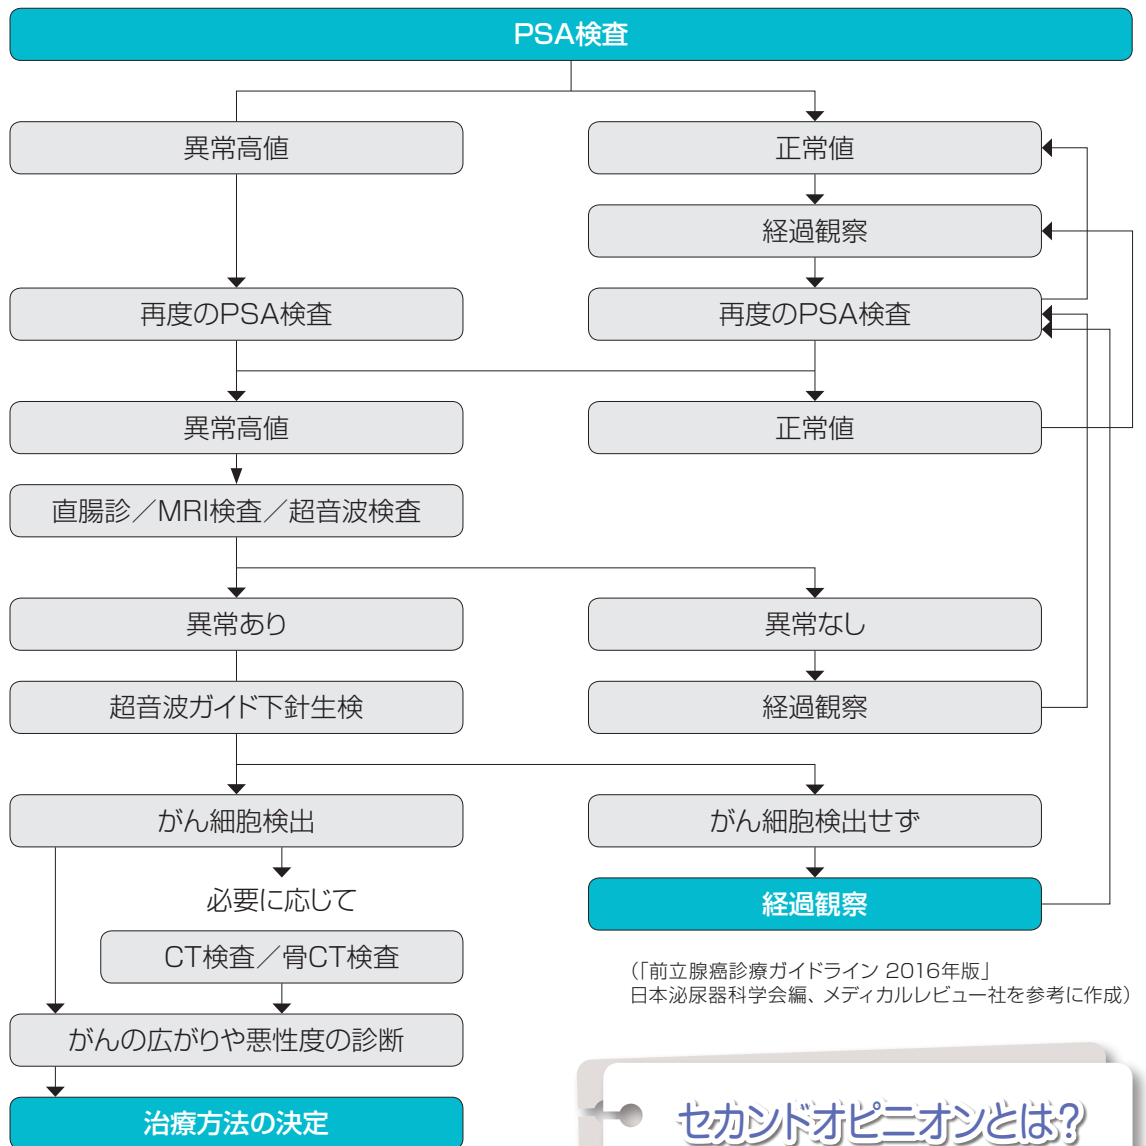 PSA検査
異常高値
正常値
経過観察
再度のPSA検査
再度のPSA検査
異常高値
正常値
直腸診／MRI検査／超音波検査
異常あり
異常なし
超音波ガイド下針生検
経過観察
がん細胞検出
がん細胞検出せず
必要に応じて
経過観察
CT検査／骨CT検査
（「前立腺癌診療ガイドライン 2016年版」
日本泌尿器科学会編、メディカルレビュー社を参考に作成）
がんの広がりや悪性度の診断
治療方法の決定
セカンドオピニオンとは?